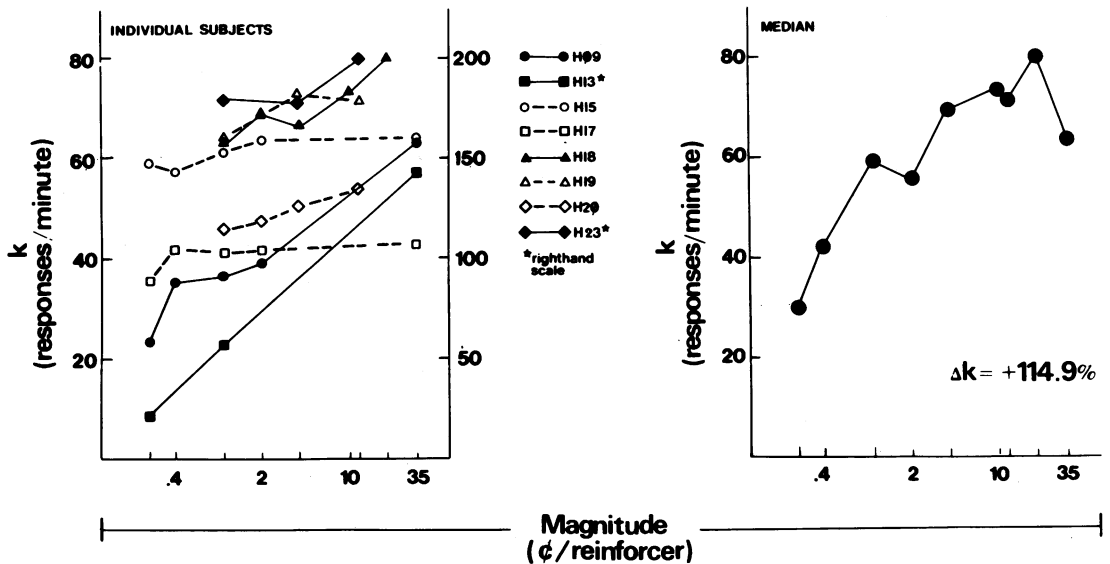 INDIVIDUAL SUBJECTS
80
60
40
20
k
(responses/minute)
200
150
100
50
.4
2
10
35
HØ9
H13*
H15
H17
H18
H19
H2Ø
H23*
*righthand
scale
MEDIAN
80
60
40
20
k
(responses/minute)
Δk = +114.9%
.4
2
10
35
Magnitude
(¢/reinforcer)